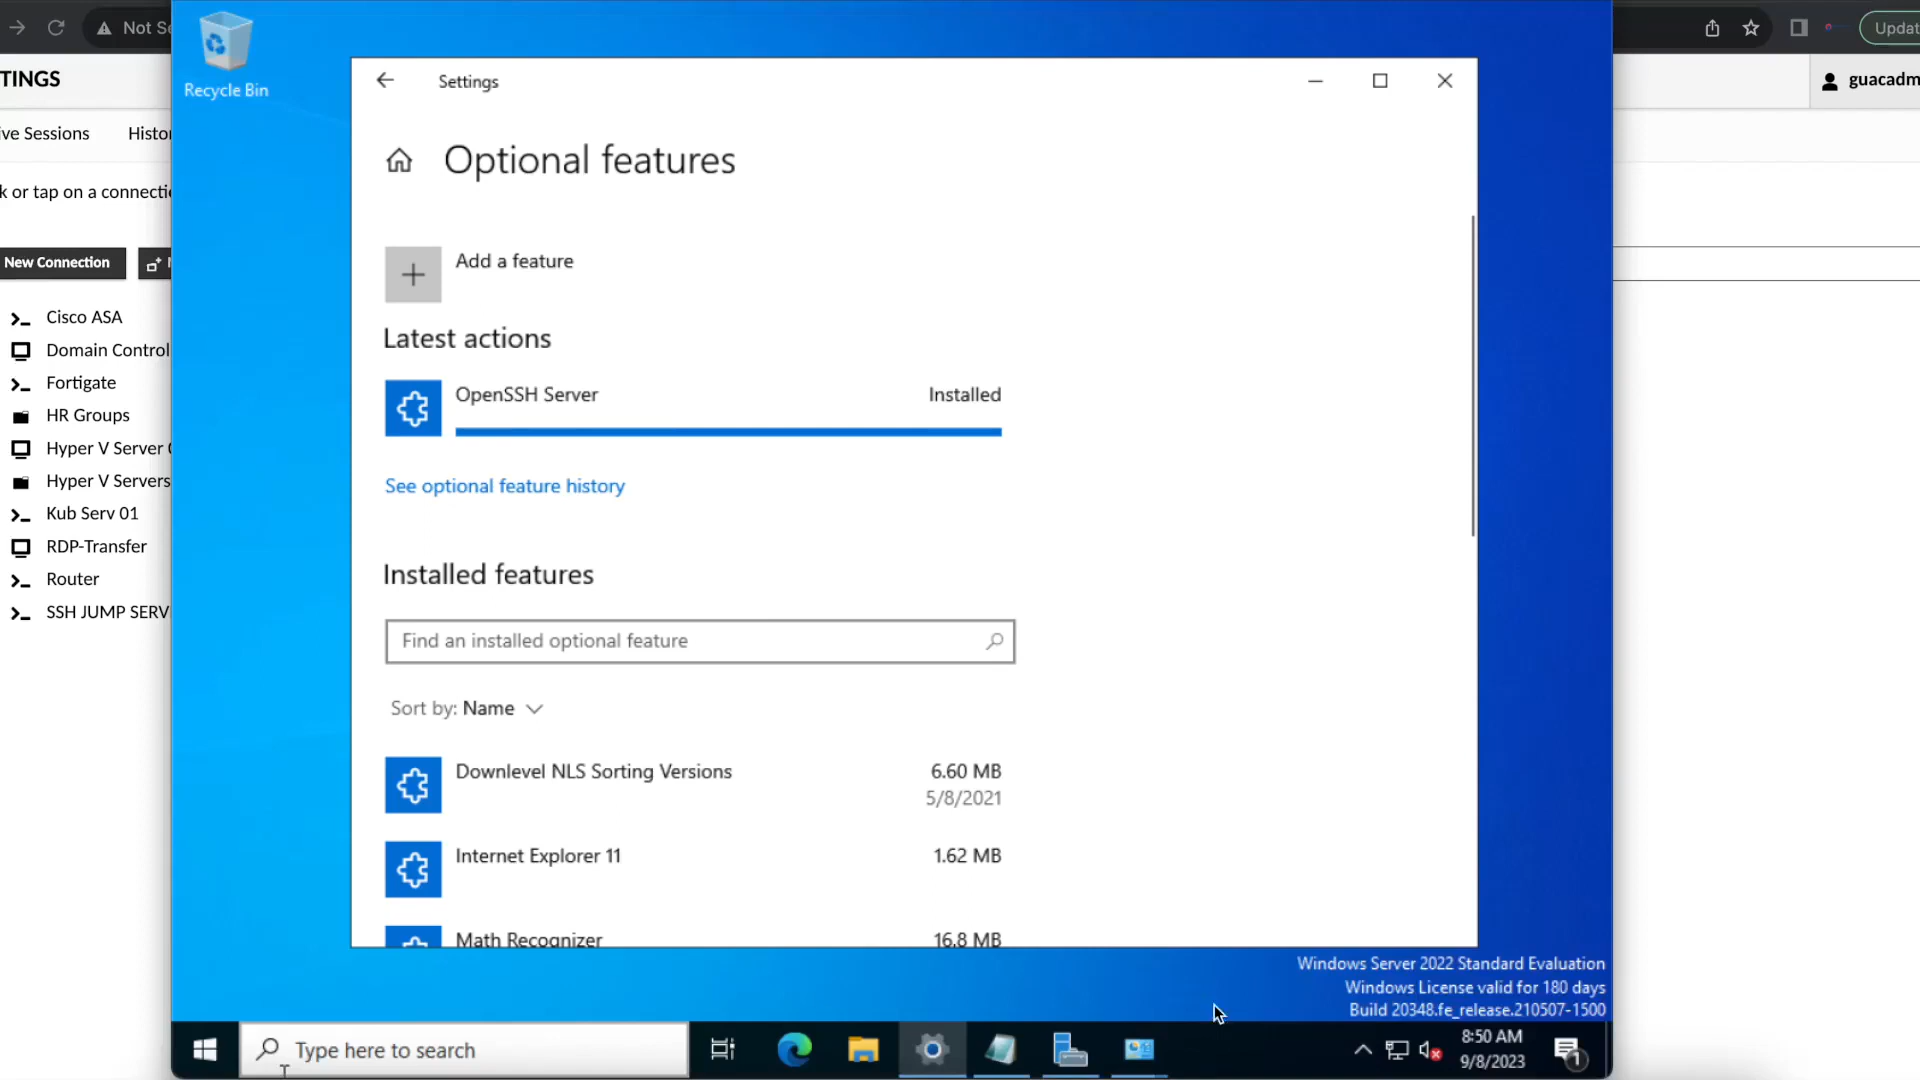 Not Se
Updat
TINGS
guacadm
ive Sessions
Histor
k or tap on a connectio
New Connection
Cisco ASA
Domain Control
Fortigate
HR Groups
Hyper V Server
Hyper V Servers
Kub Serv 01
RDP-Transfer
Router
SSH JUMP SERV
Recycle Bin
Settings
Optional features
Add a feature
Latest actions
OpenSSH Server
Installed
See optional feature history
Installed features
Find an installed optional feature
Sort by: Name
Downlevel NLS Sorting Versions
6.60 MB
5/8/2021
Internet Explorer 11
1.62 MB
Math Recognizer
16.8 MB
Windows Server 2022 Standard Evaluation
Windows License valid for 180 days
Build 20348.fe_release.210507-1500
Type here to search
8:50 AM
9/8/2023
1